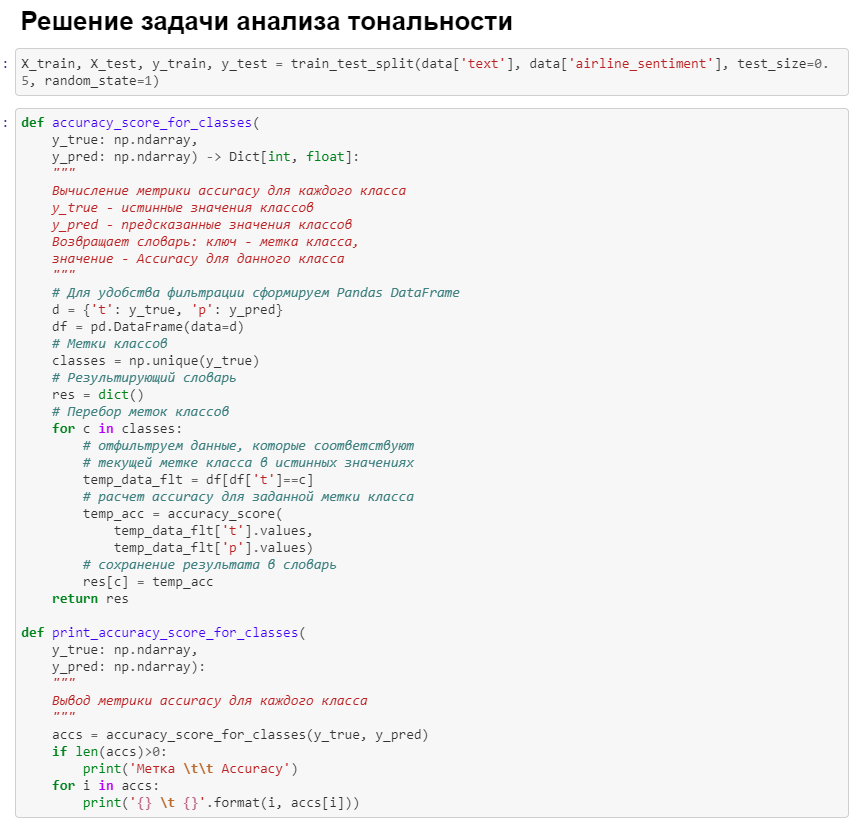 Решение задачи анализа тональности
: X_train, X_test, y_train, y_test = train_test_split(data['text'], data['airline_sentiment'], test_size=0.
5, random_state=1)
: def accuracy_score_for_classes(
    y_true: np.ndarray,
    y_pred: np.ndarray) -> Dict[int, float]:
    """
    Вычисление метрики accuracy для каждого класса
    y_true - истинные значения классов
    y_pred - предсказанные значения классов
    Возвращает словарь: ключ - метка класса,
    значение - Accuracy для данного класса
    """
    # Для удобства фильтрации сформируем Pandas DataFrame
    d = {'t': y_true, 'p': y_pred}
    df = pd.DataFrame(data=d)
    # Метки классов
    classes = np.unique(y_true)
    # Результирующий словарь
    res = dict()
    # Перебор меток классов
    for c in classes:
        # отфильтруем данные, которые соответствуют
        # текущей метке класса в истинных значениях
        temp_data_flt = df[df['t']==c]
        # расчет accuracy для заданной метки класса
        temp_acc = accuracy_score(
            temp_data_flt['t'].values,
            temp_data_flt['p'].values)
        # сохранение результата в словарь
        res[c] = temp_acc
    return res
def print_accuracy_score_for_classes(
    y_true: np.ndarray,
    y_pred: np.ndarray):
    """
    Вывод метрики accuracy для каждого класса
    """
    accs = accuracy_score_for_classes(y_true, y_pred)
    if len(accs)>0:
        print('Метка \t\t Accuracy')
    for i in accs:
        print('{} \t {}'.format(i, accs[i]))